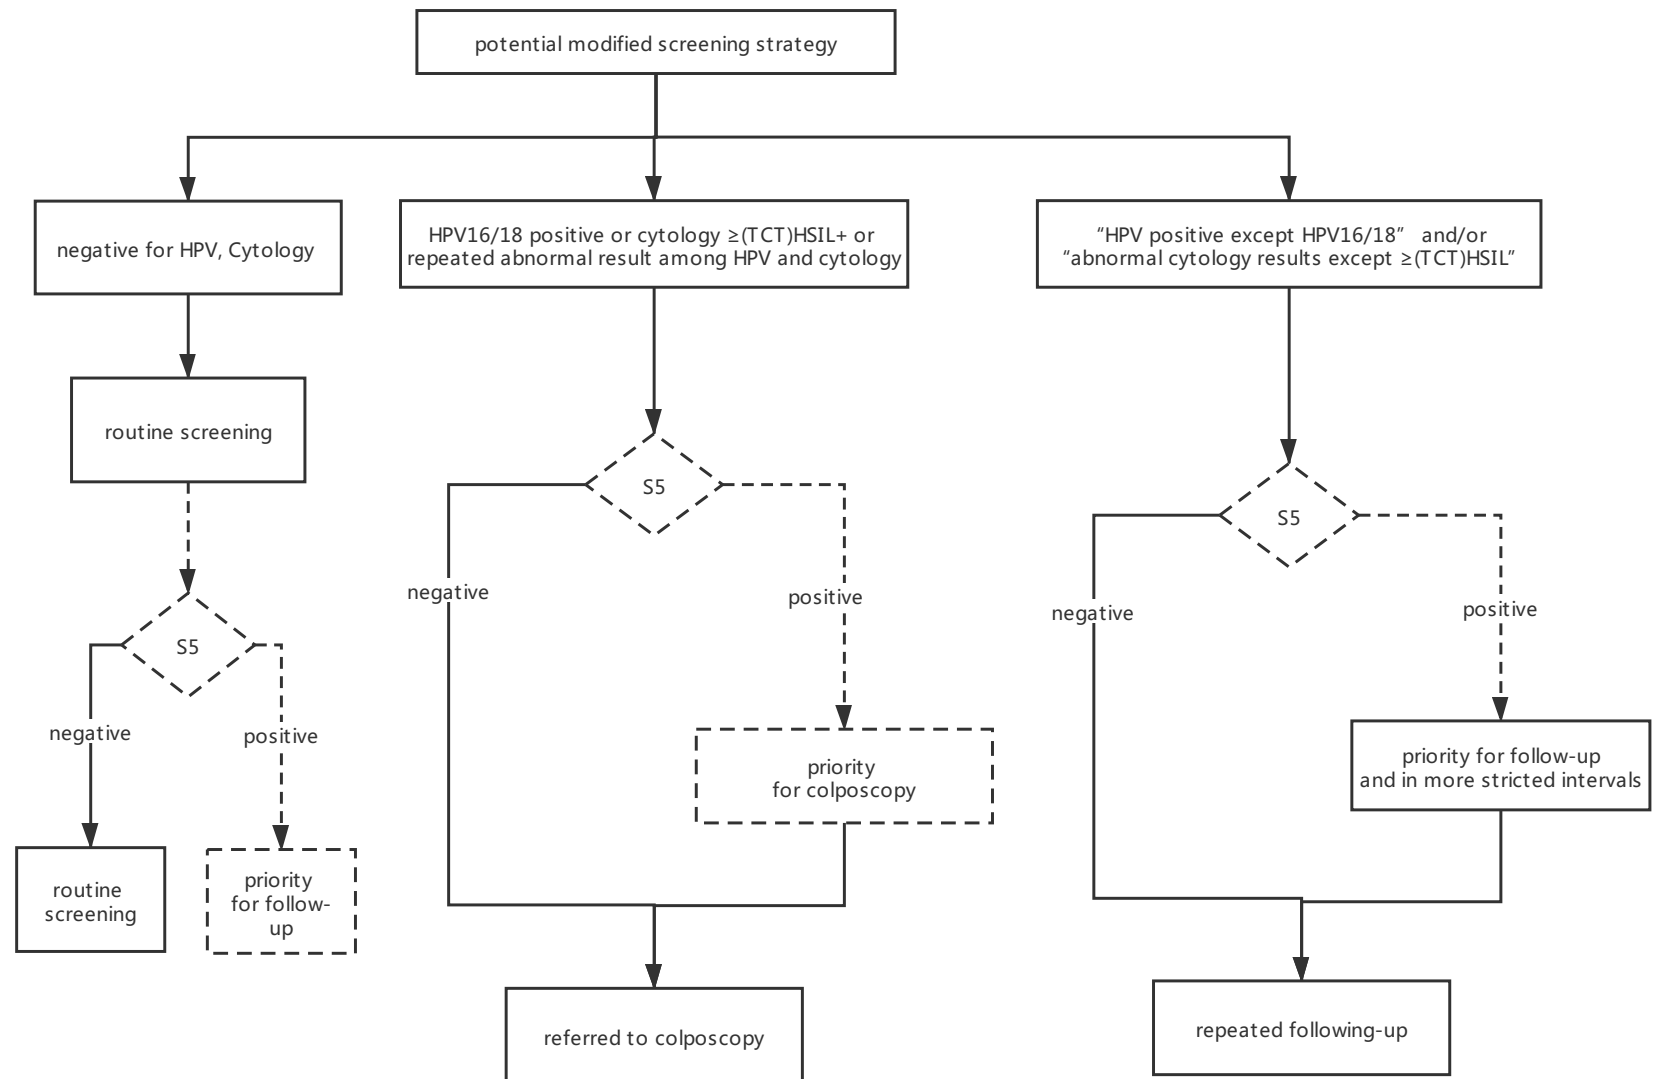 potential modified screening strategy
negative for HPV, Cytology
HPV16/18 positive or cytology ≥(TCT)HSIL+ or
repeated abnormal result among HPV and cytology
“HPV positive except HPV16/18” and/or
“abnormal cytology results except ≥(TCT)HSIL”
routine screening
S5
S5
S5
negative
positive
negative
positive
negative
positive
routine
screening
priority
for follow-
up
priority
for colposcopy
priority for follow-up
and in more stricted intervals
referred to colposcopy
repeated following-up